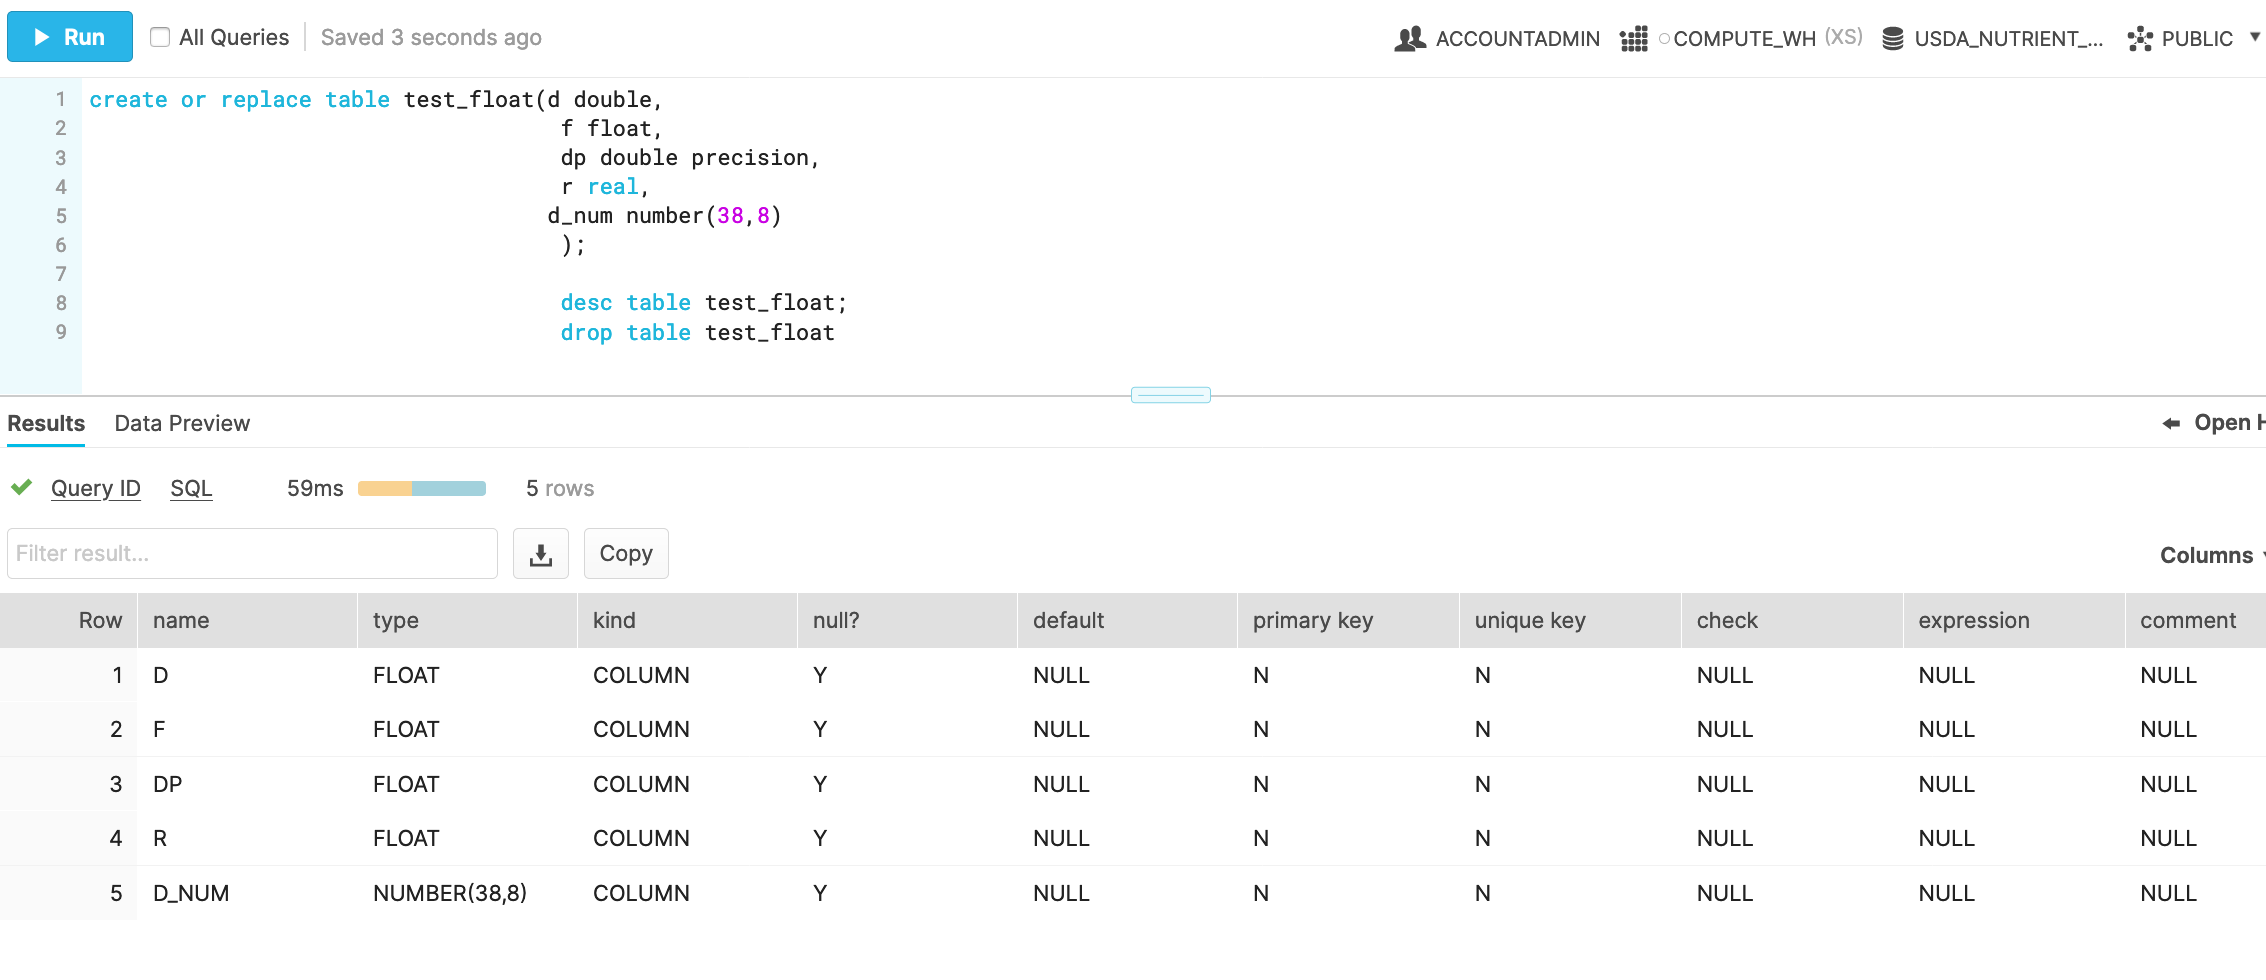 Run All Queries Saved 3 seconds ago ACCOUNTADMIN COMPUTE_WH (XS) USDA_NUTRIENT_... PUBLIC
1 create or replace table test_float(d double,
2 f float,
3 dp double precision,
4 r real,
5 d_num number(38,8)
6 );
7
8 desc table test_float;
9 drop table test_float
Results Data Preview Open H
Query ID SQL 59ms 5 rows
Filter result... Copy Columns
Row name type kind null? default primary key unique key check expression comment
1 D FLOAT COLUMN Y NULL N N NULL NULL NULL
2 F FLOAT COLUMN Y NULL N N NULL NULL NULL
3 DP FLOAT COLUMN Y NULL N N NULL NULL NULL
4 R FLOAT COLUMN Y NULL N N NULL NULL NULL
5 D_NUM NUMBER(38,8) COLUMN Y NULL N N NULL NULL NULL